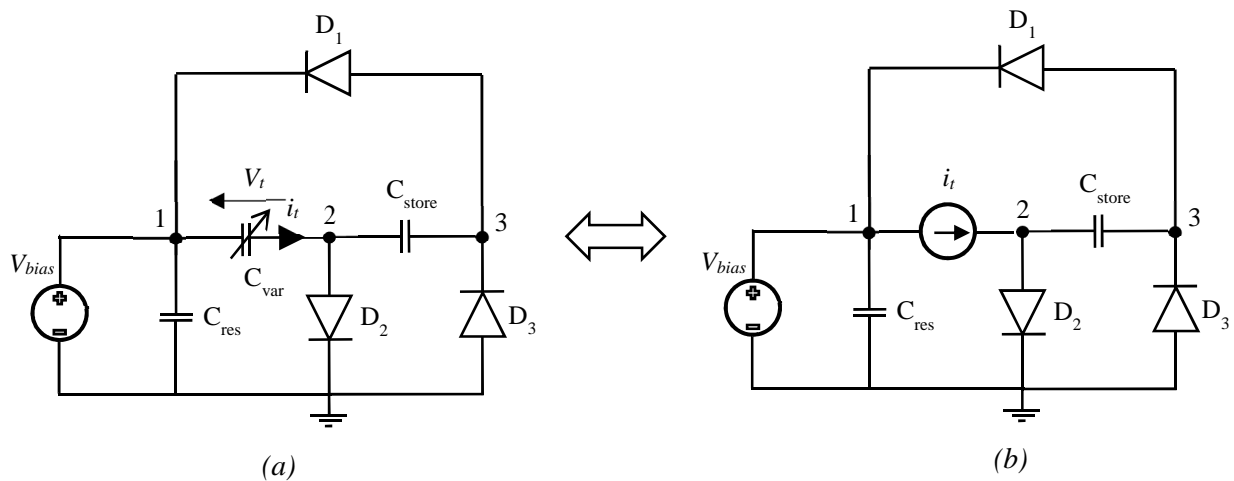 D1
Vt
Cstore
1
it
2
3
Vbias
Cvar
Cres
D2
D3
(a)
D1
it
Cstore
1
2
3
Vbias
Cres
D2
D3
(b)